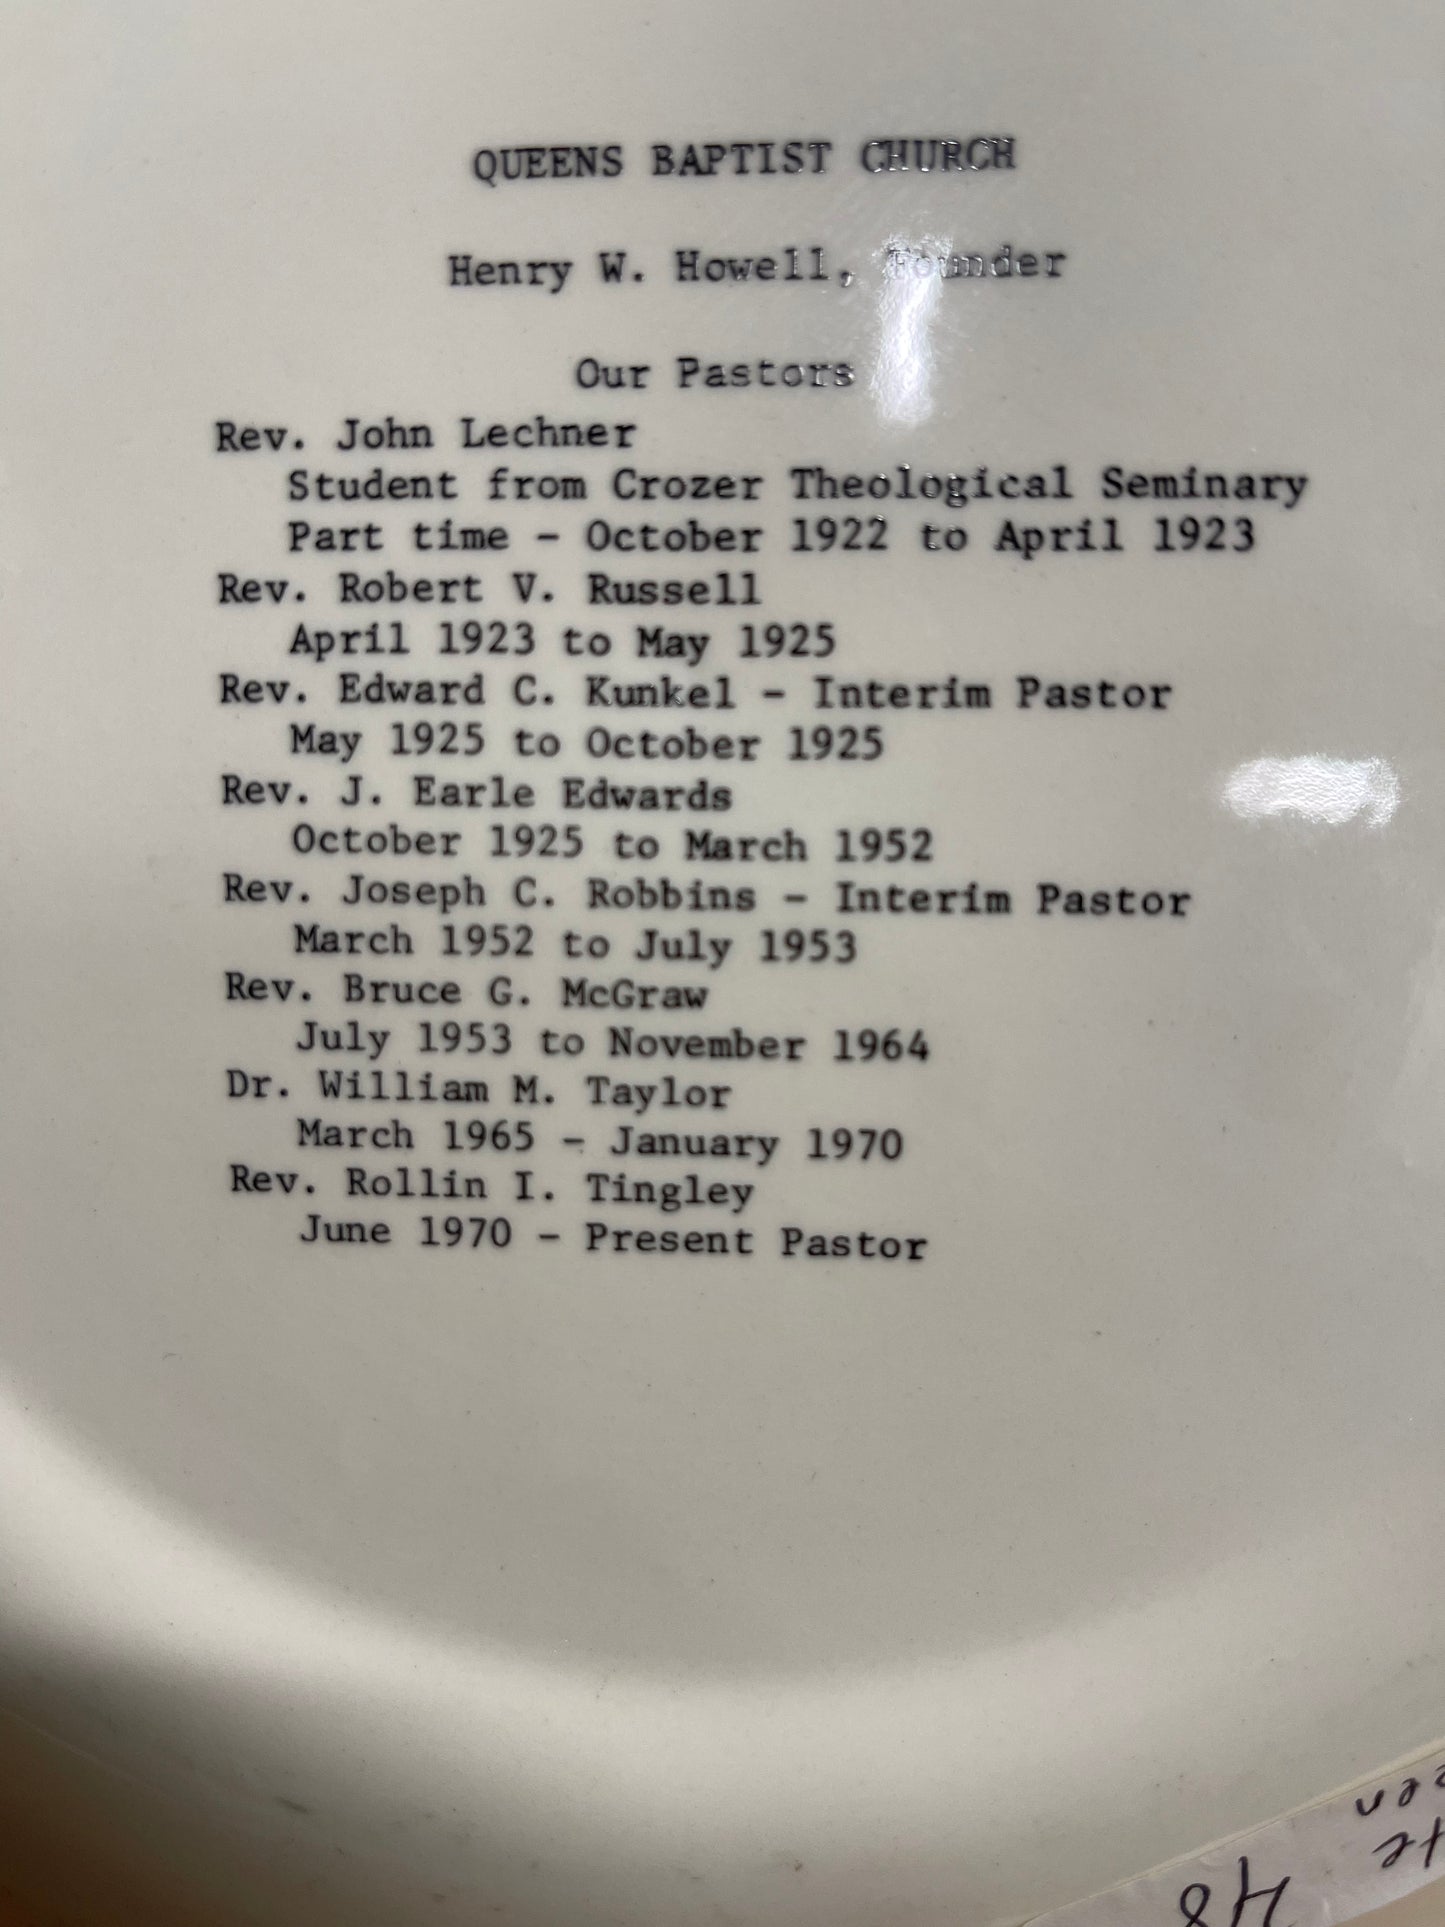 QUEENS BAPTIST CHURCH
Henry W. Howell, Founder
Our Pastors
Rev. John Lechner
Student from Crozer Theological Seminary
Part time - October 1922 to April 1923
Rev. Robert V. Russell
April 1923 to May 1925
Rev. Edward C. Kunkel - Interim Pastor
May 1925 to October 1925
Rev. J. Earle Edwards
October 1925 to March 1952
Rev. Joseph C. Robbins - Interim Pastor
March 1952 to July 1953
Rev. Bruce G. McGraw
July 1953 to November 1964
Dr. William M. Taylor
March 1965 - January 1970
Rev. Rollin I. Tingley
June 1970 - Present Pastor